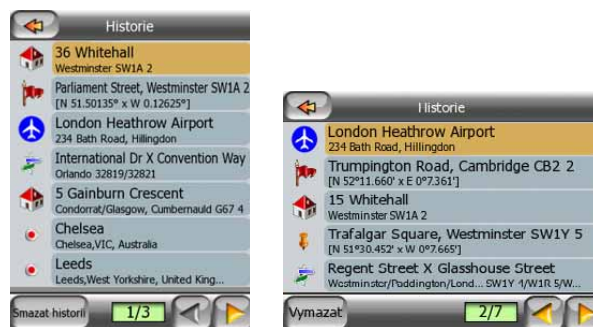 Historie
36 Whitehall
Westminster SW1A 2
Parliament Street, Westminster SW1A 2
[N 51.50135° x W 0.12625°]
London Heathrow Airport
234 Bath Road, Hillingdon
International Dr X Convention Way
Orlando 32819/32821
5 Gainburn Crescent
Condorrat/Glasgow, Cumbernauld G67 4
Chelsea
Chelsea,VIC, Australia
Leeds
Leeds,West Yorkshire, United King...
Smazat historii
1/3
Historie
London Heathrow Airport
234 Bath Road, Hillingdon
Trumpington Road, Cambridge CB2 2
[N 52°11.660' x E 0°7.361']
15 Whitehall
Westminster SW1A 2
Trafalgar Square, Westminster SW1Y 5
[N 51°30.452' x W 0°7.665']
Regent Street X Glasshouse Street
Westminster/Paddington/Lond... SW1Y 4/W1R 5/W...
Vymazat
2/7